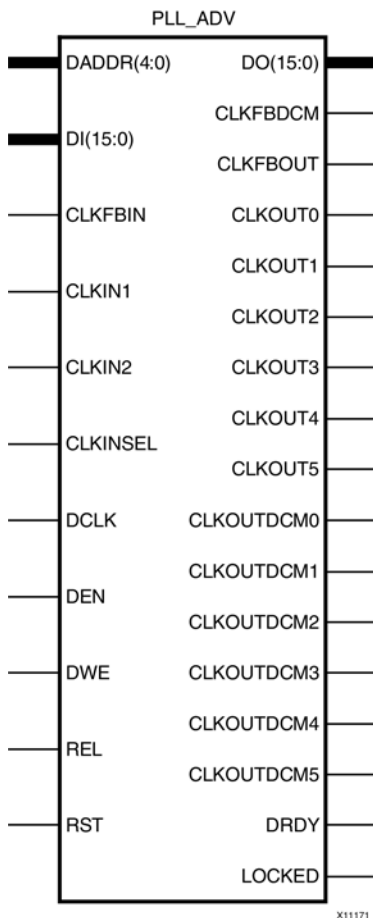 PLL_ADV
DADDR(4:0)
DI(15:0)
CLKFBIN
CLKIN1
CLKIN2
CLKINSEL
DCLK
DEN
DWE
REL
RST
DO(15:0)
CLKFBDCM
CLKFBOUT
CLKOUT0
CLKOUT1
CLKOUT2
CLKOUT3
CLKOUT4
CLKOUT5
CLKOUTDCM0
CLKOUTDCM1
CLKOUTDCM2
CLKOUTDCM3
CLKOUTDCM4
CLKOUTDCM5
DRDY
LOCKED
X11171